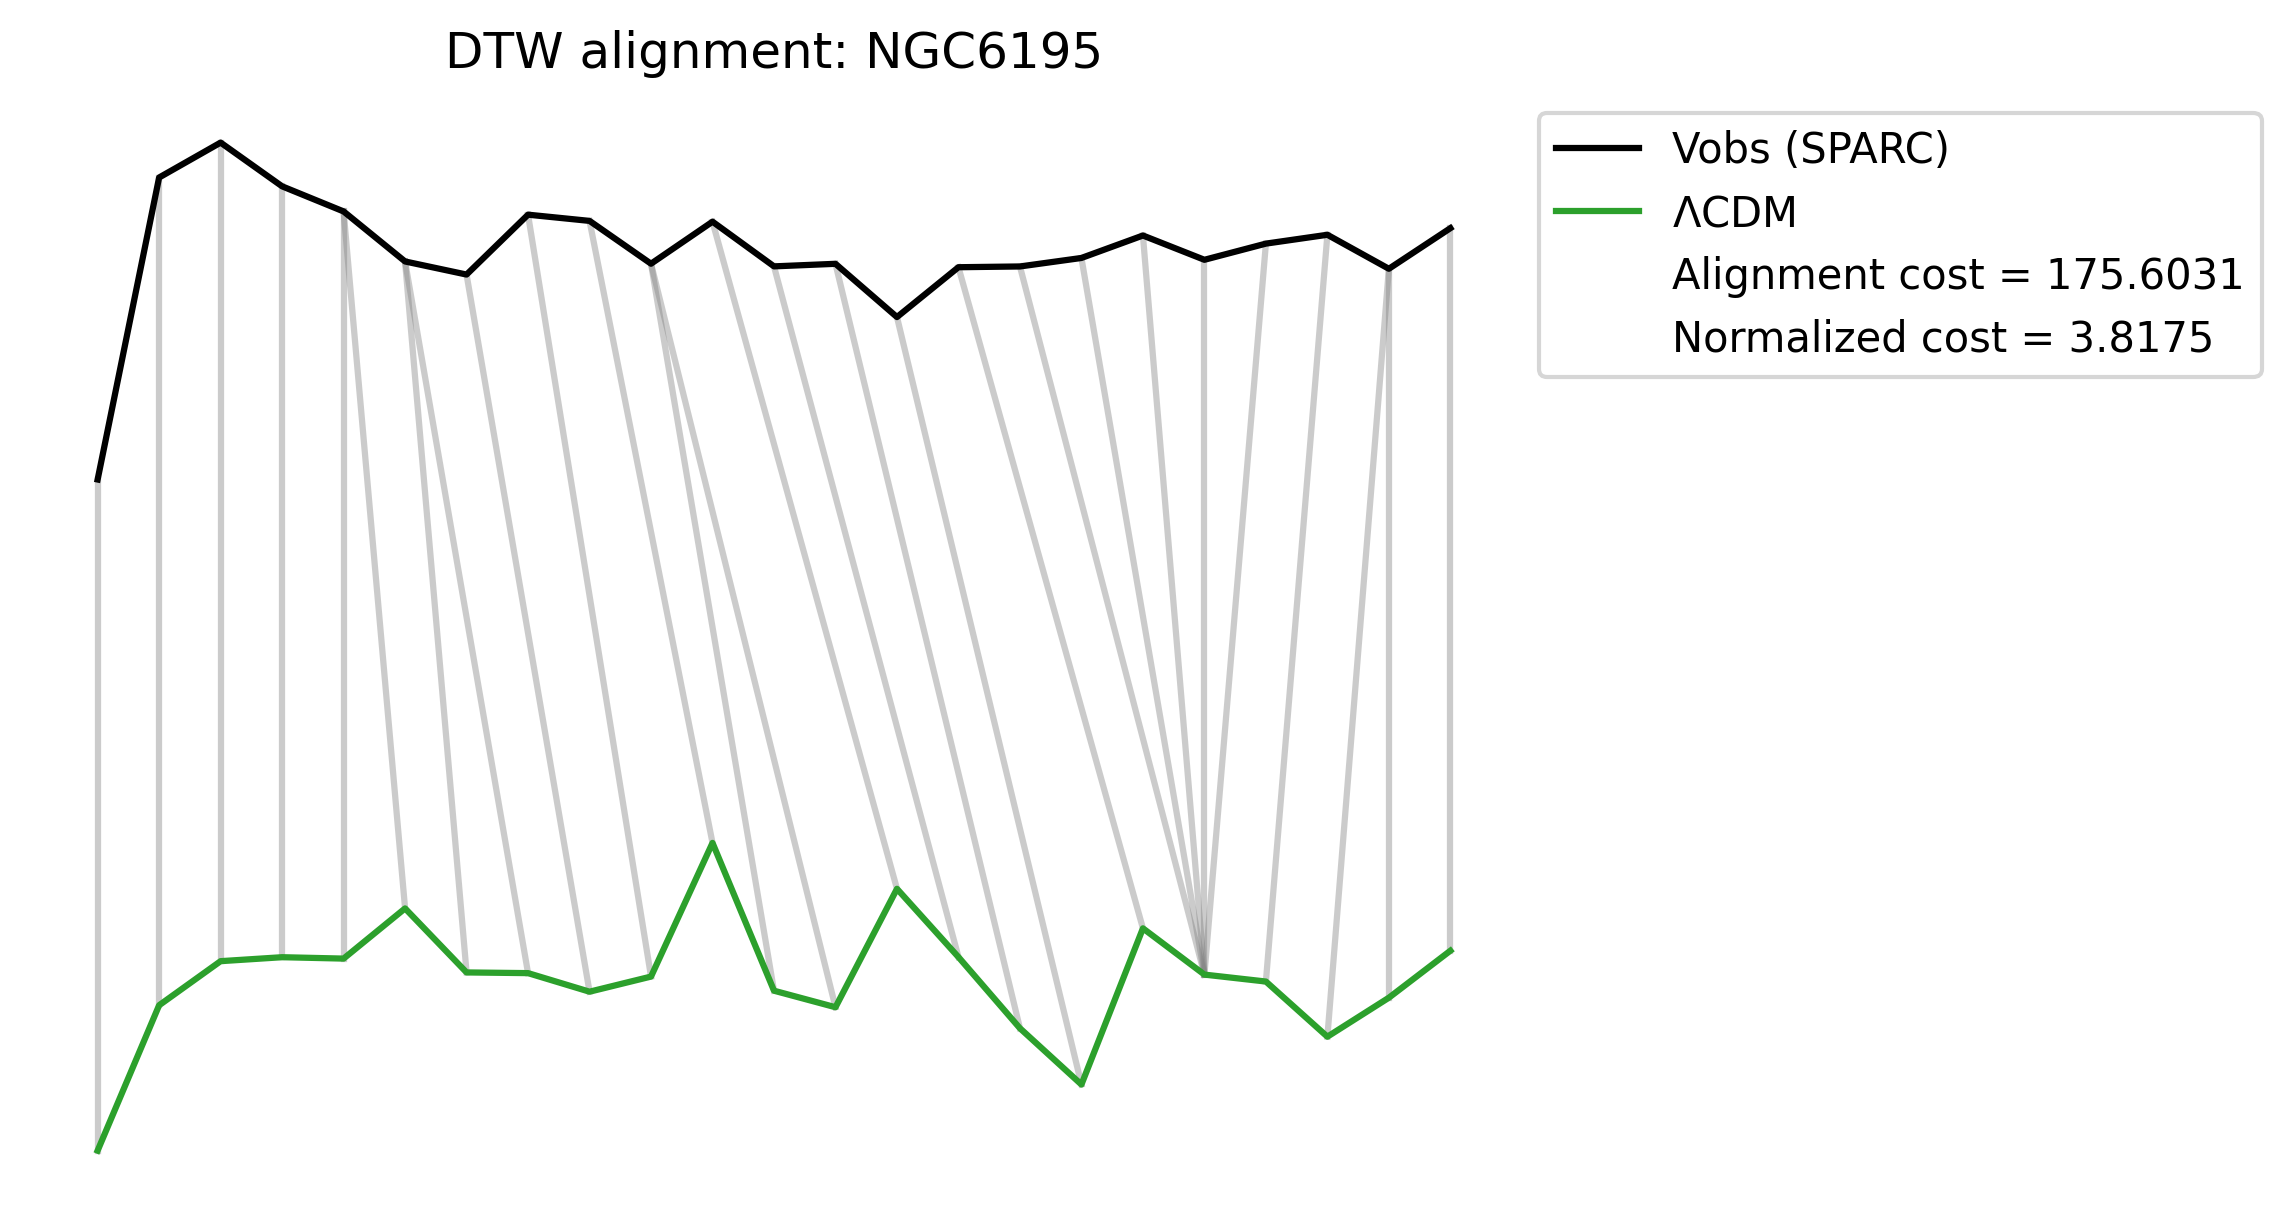 DTW alignment: NGC6195
Vobs (SPARC)
ΛCDM
Alignment cost = 175.6031
Normalized cost = 3.8175